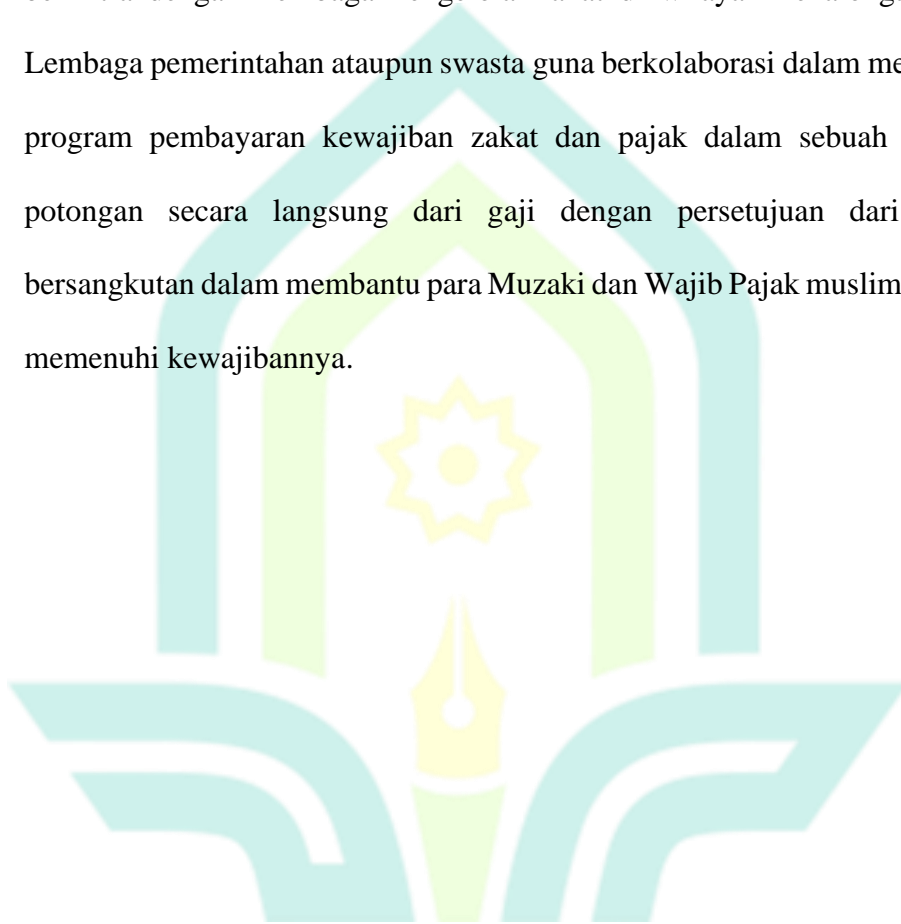 Lembaga pemerintahan ataupun swasta guna berkolaborasi dalam
program pembayaran kewajiban zakat dan pajak dalam sebuah
potongan secara langsung dari gaji dengan persetujuan dari
bersangkutan dalam membantu para Muzaki dan Wajib Pajak muslim
memenuhi kewajibannya.